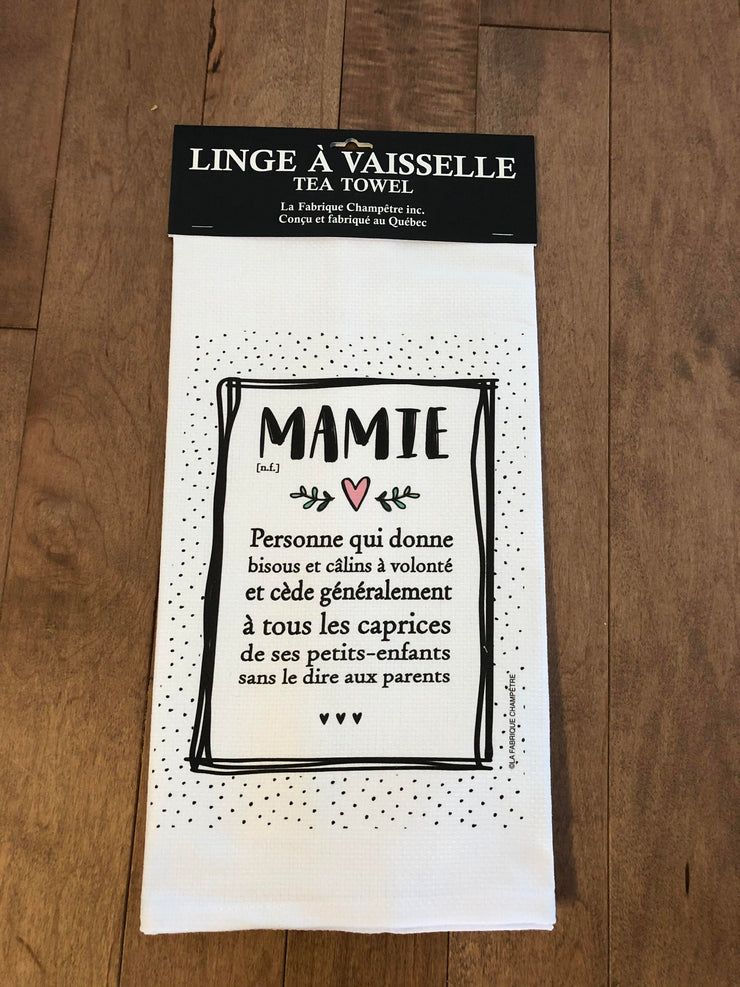 LINGE À VAISSELLE
TEA TOWEL
La Fabrique Champêtre inc.
Conçu et fabriqué au Québec
MAMIE
[n.f.]
Personne qui donne
bisous et câlins à volonté
et cède généralement
à tous les caprices
de ses petits-enfants
sans le dire aux parents
©LA FABRIQUE CHAMPÊTRE